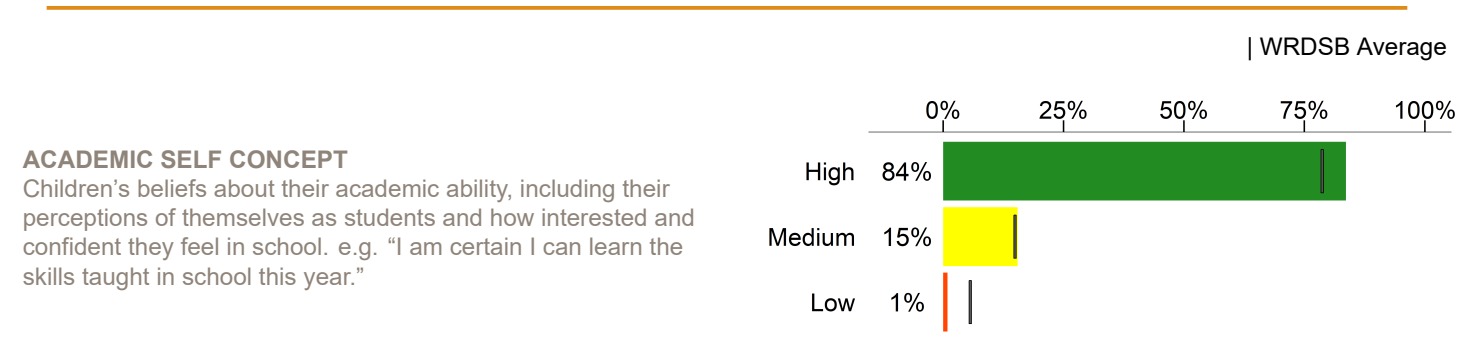 | WRDSB Average
0% 25% 50% 75% 100%
ACADEMIC SELF CONCEPT
Children’s beliefs about their academic ability, including their
perceptions of themselves as students and how interested and
confident they feel in school. e.g. “I am certain I can learn the
skills taught in school this year.”
High 84%
Medium 15%
Low 1%